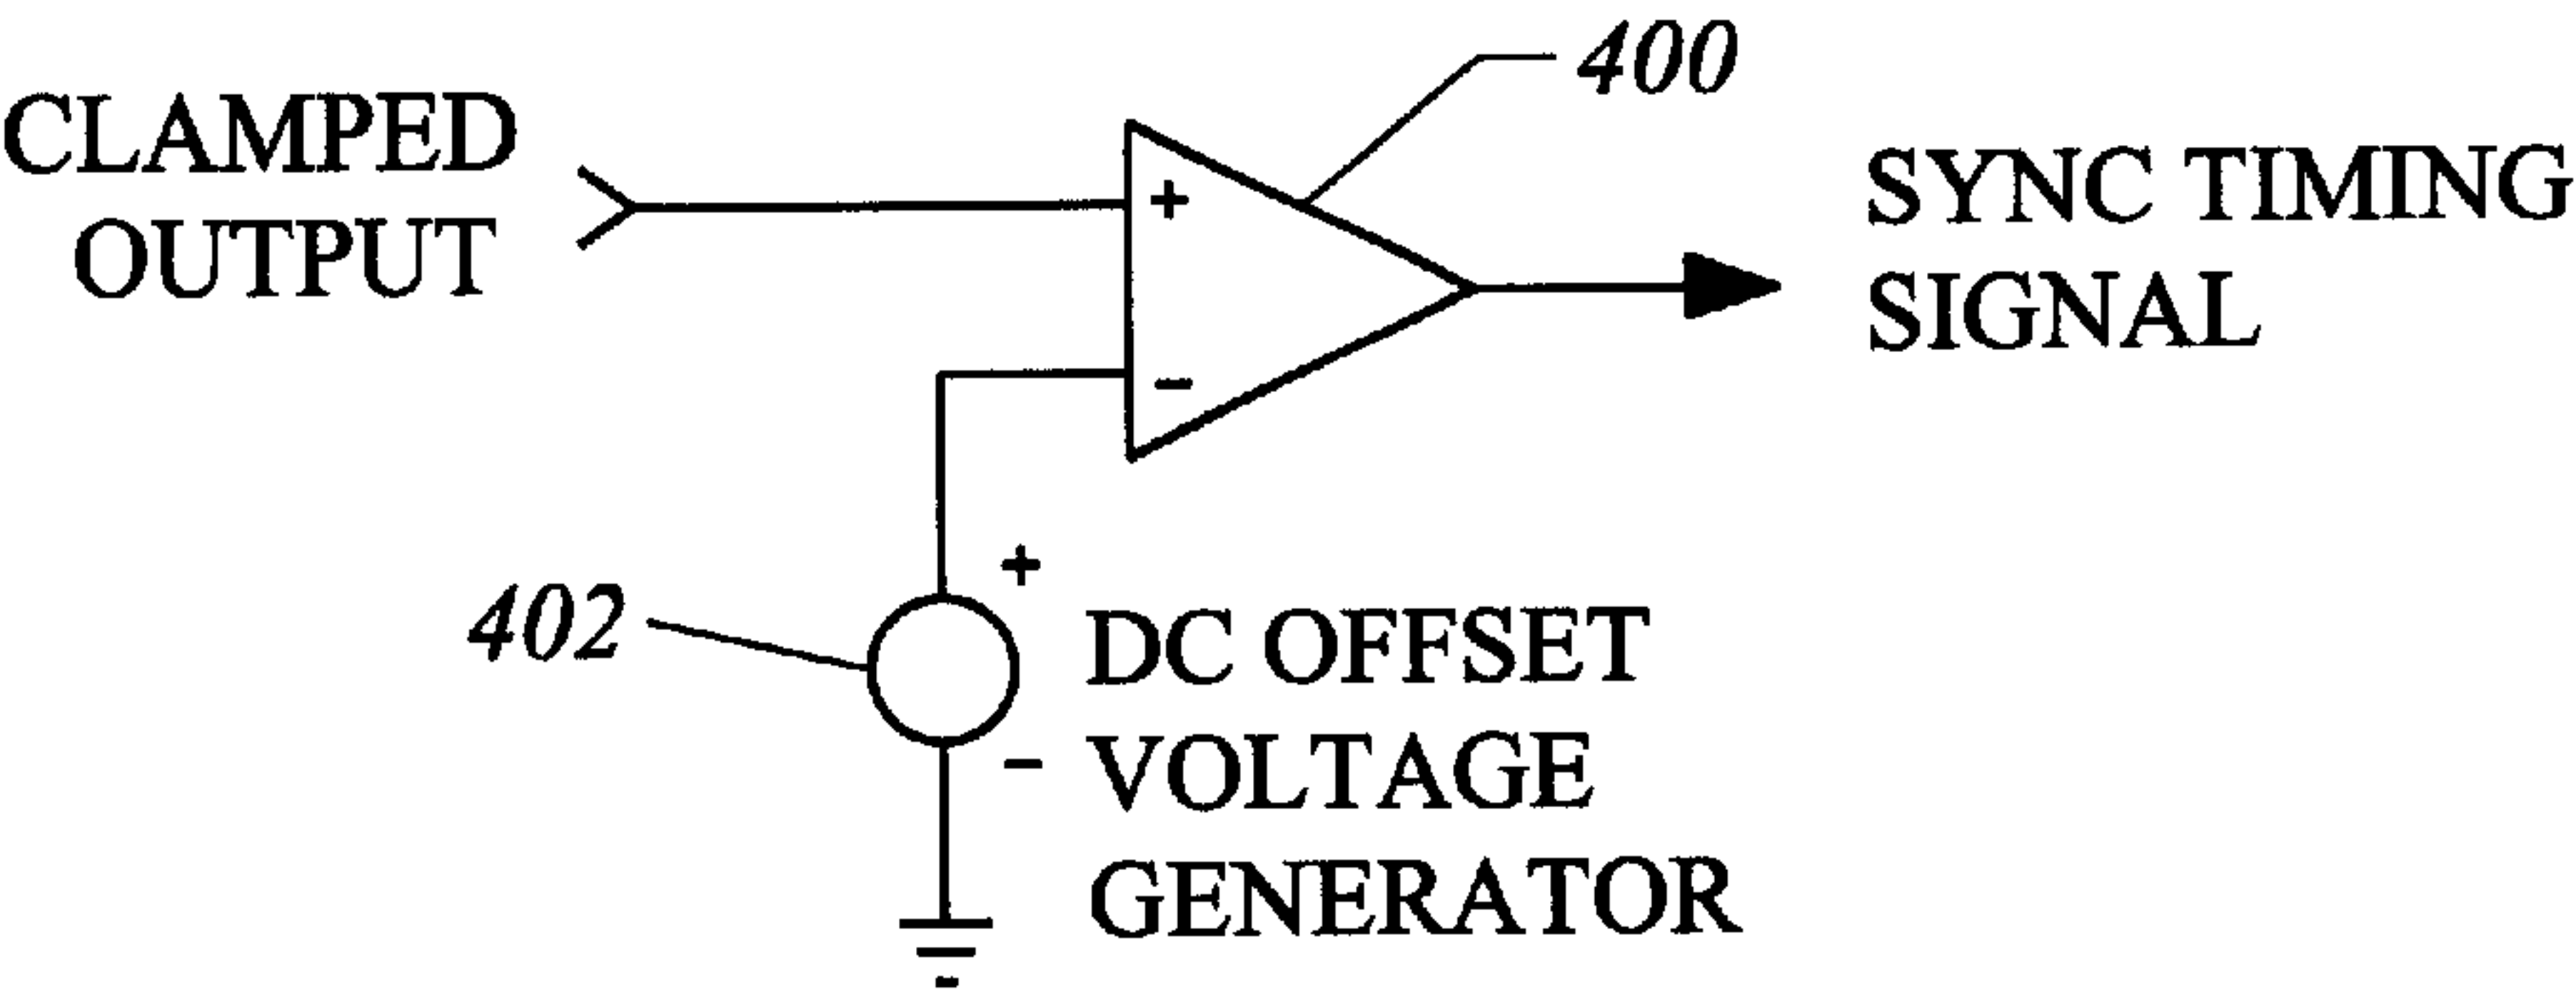 400
CLAMPED
OUTPUT
+
-
SYNC TIMING
SIGNAL
402
+
-
DC OFFSET
VOLTAGE
GENERATOR